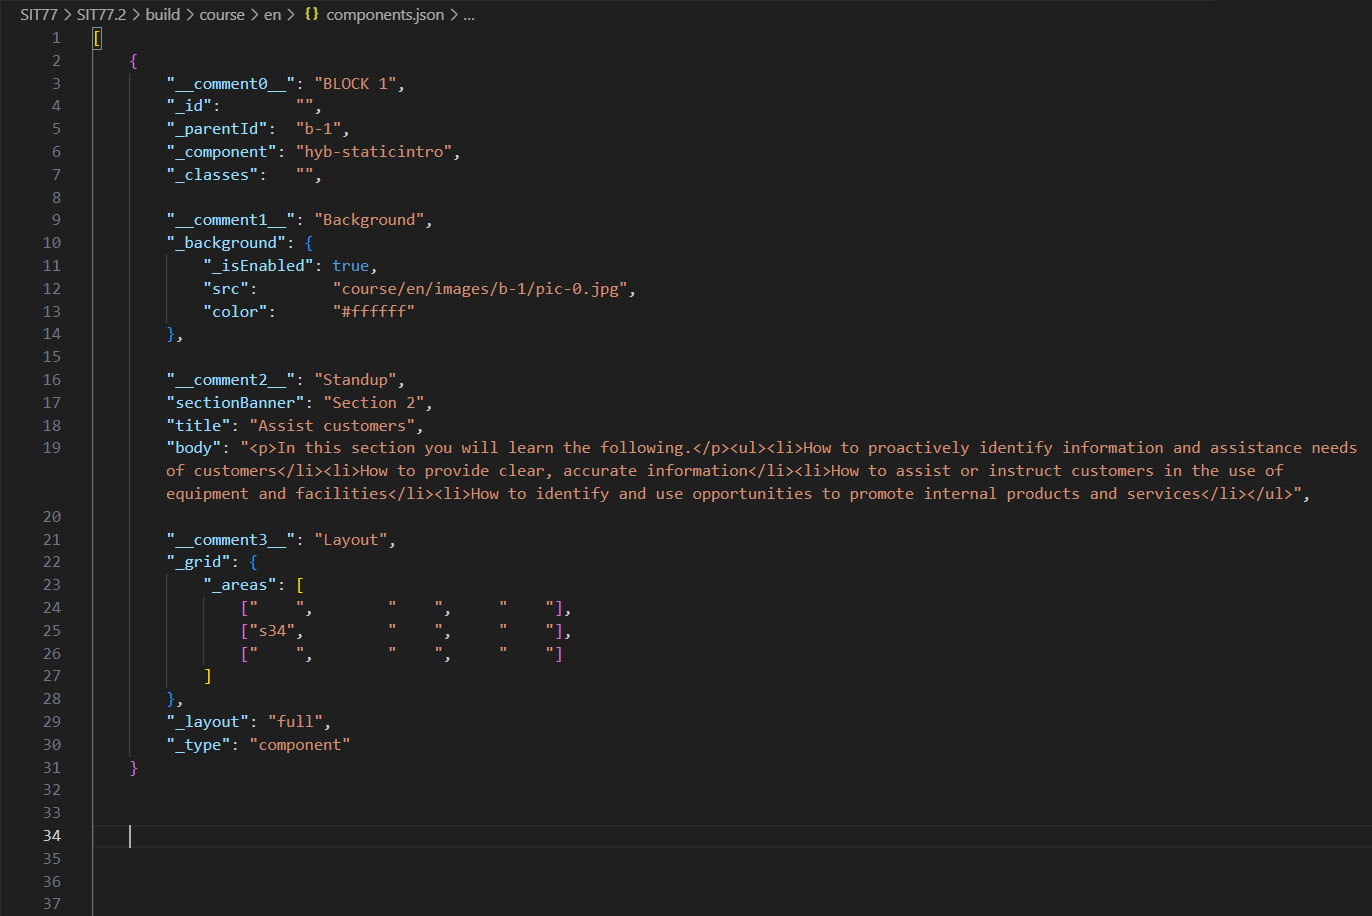 SIT77 > SIT77.2 > build > course > en > {} components.json > ...
1 [
2 {
3 "__comment0__": "BLOCK 1",
4 "_id": "",
5 "_parentId": "b-1",
6 "_component": "hyb-staticintro",
7 "_classes": "",
8
9 "__comment1__": "Background",
10 "_background": {
11 "_isEnabled": true,
12 "src": "course/en/images/b-1/pic-0.jpg",
13 "color": "#ffffff"
14 },
15
16 "__comment2__": "Standup",
17 "sectionBanner": "Section 2",
18 "title": "Assist customers",
19 "body": "<p>In this section you will learn the following.</p><ul><li>How to proactively identify information and assistance needs
of customers</li><li>How to provide clear, accurate information</li><li>How to assist or instruct customers in the use of
equipment and facilities</li><li>How to identify and use opportunities to promote internal products and services</li></ul>",
20
21 "__comment3__": "Layout",
22 "_grid": {
23 "_areas": [
24 ["    ",        "    ",     "    "],
25 ["s34",        "    ",     "    "],
26 ["    ",        "    ",     "    "]
27 ]
28 },
29 "_layout": "full",
30 "_type": "component"
31 }
32
33
34
35
36
37